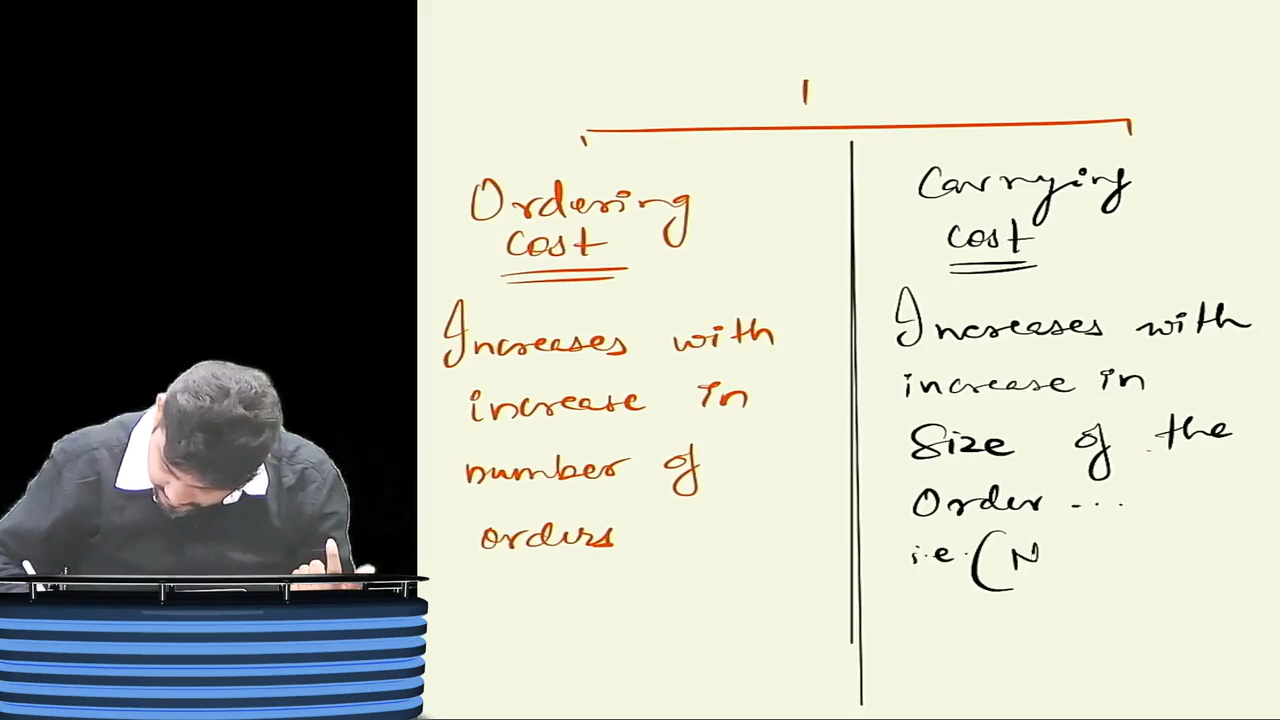 Ordering
cost
Increases with
increase in
number of
orders
Carrying
cost
Increases with
increase in
Size of the
Order ...
i.e. (N